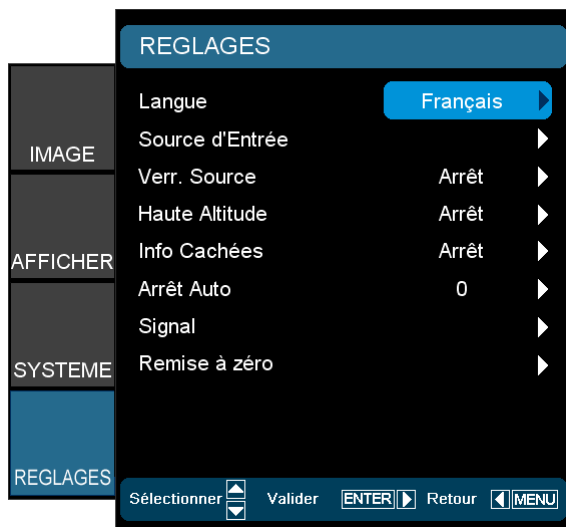 REGLAGES
Langue Français
Source d'Entrée
Verr. Source Arrêt
Haute Altitude Arrêt
Info Cachées Arrêt
Arrêt Auto 0
Signal
Remise à zéro
IMAGE
AFFICHER
SYSTEME
REGLAGES
Sélectionner Valider ENTER Retour MENU